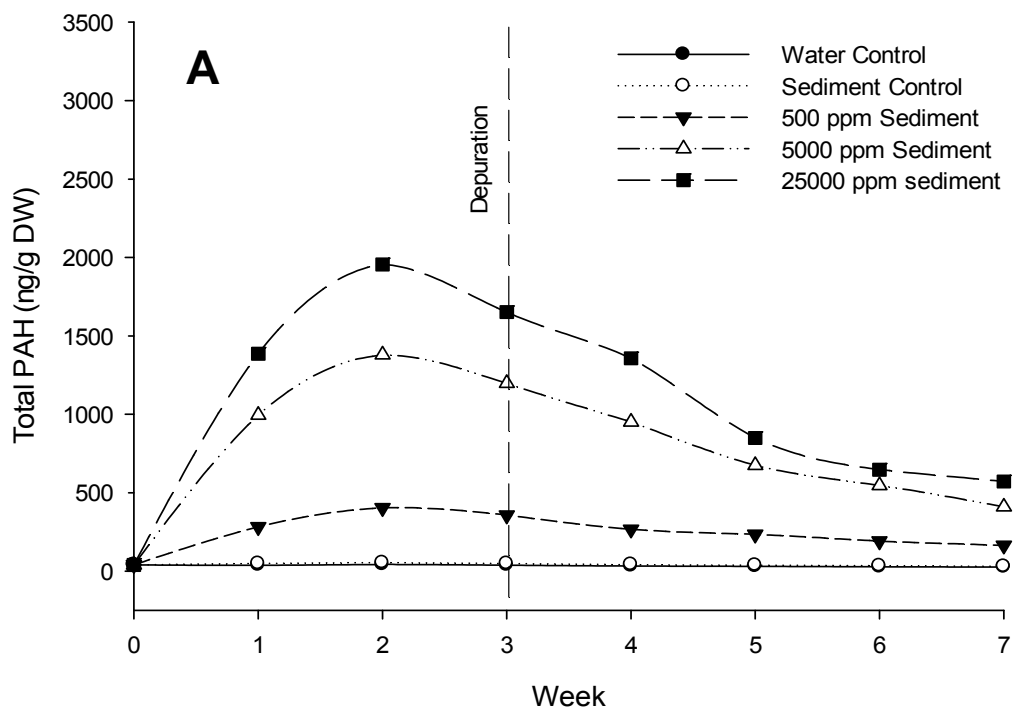 A
Water Control
Sediment Control
500 ppm Sediment
5000 ppm Sediment
25000 ppm sediment
Depuration
Total PAH (ng/g DW)
3500
3000
2500
2000
1500
1000
500
0
0 1 2 3 4 5 6 7
Week